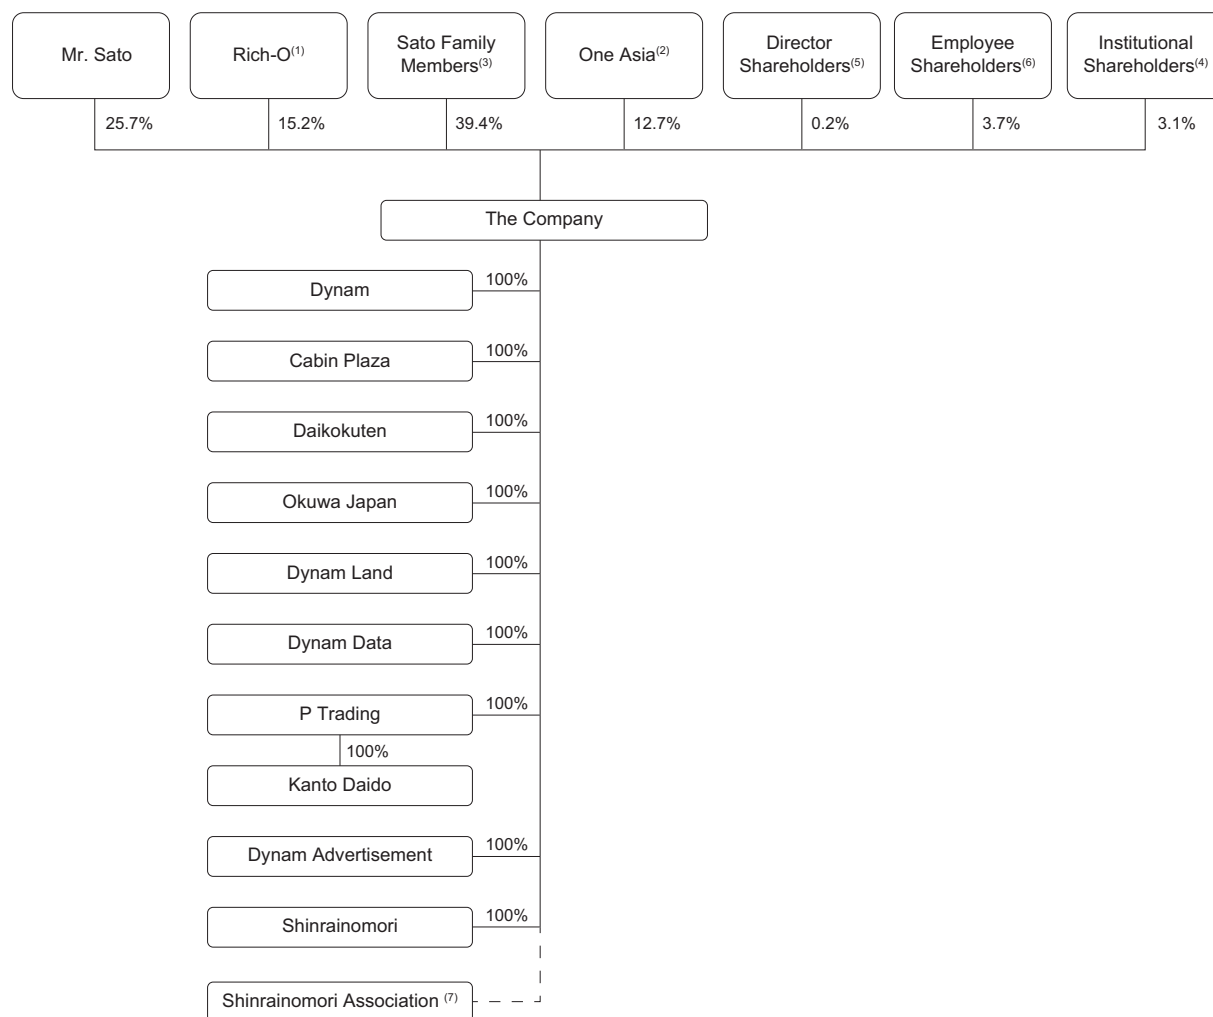 Mr. Sato
Rich-O(1)
Sato Family
Members(3)
One Asia(2)
Director
Shareholders(5)
Employee
Shareholders(6)
Institutional
Shareholders(4)
25.7%
15.2%
39.4%
12.7%
0.2%
3.7%
3.1%
The Company
100%
Dynam
100%
Cabin Plaza
100%
Daikokuten
100%
Okuwa Japan
100%
Dynam Land
100%
Dynam Data
100%
P Trading
100%
Kanto Daido
100%
Dynam Advertisement
100%
Shinrainomori
Shinrainomori Association (7)